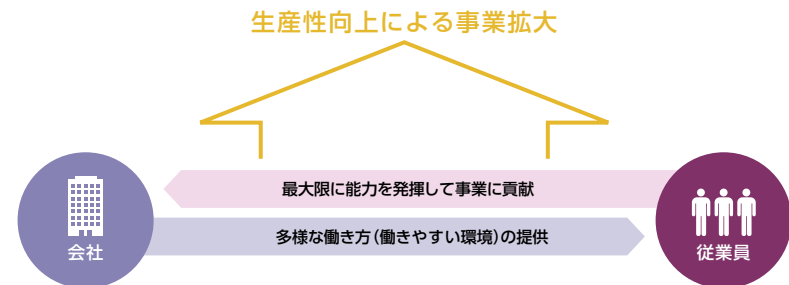 生産性向上による事業拡大
最大限に能力を発揮して事業に貢献
多様な働き方(働きやすい環境)の提供
会社
従業員